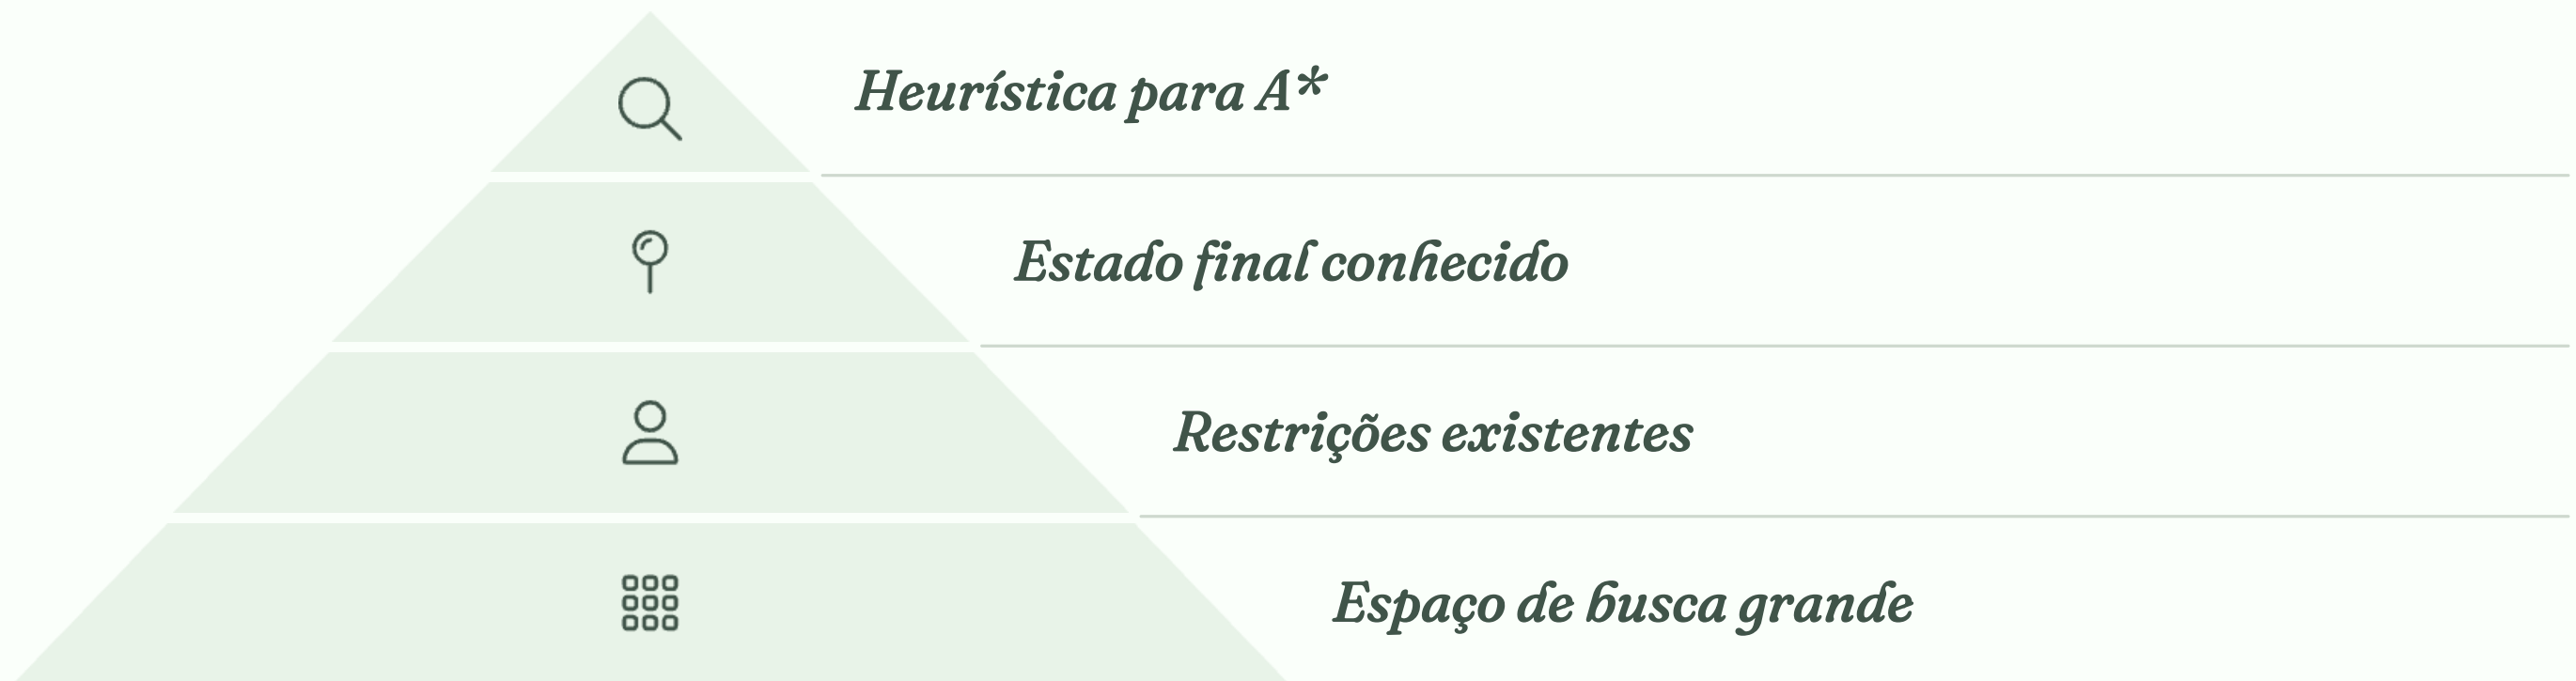 Heurística para A*
Estado final conhecido
Restrições existentes
Espaço de busca grande